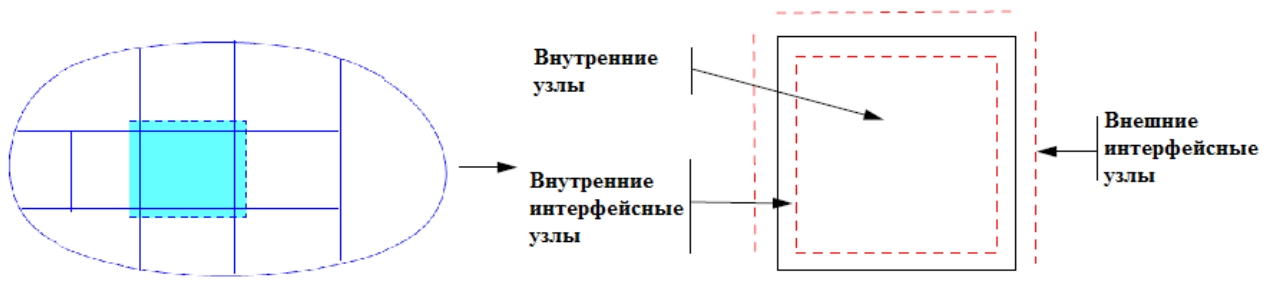 Внутренние
узлы
Внутренние
интерфейсные
узлы
Внешние
интерфейсные
узлы